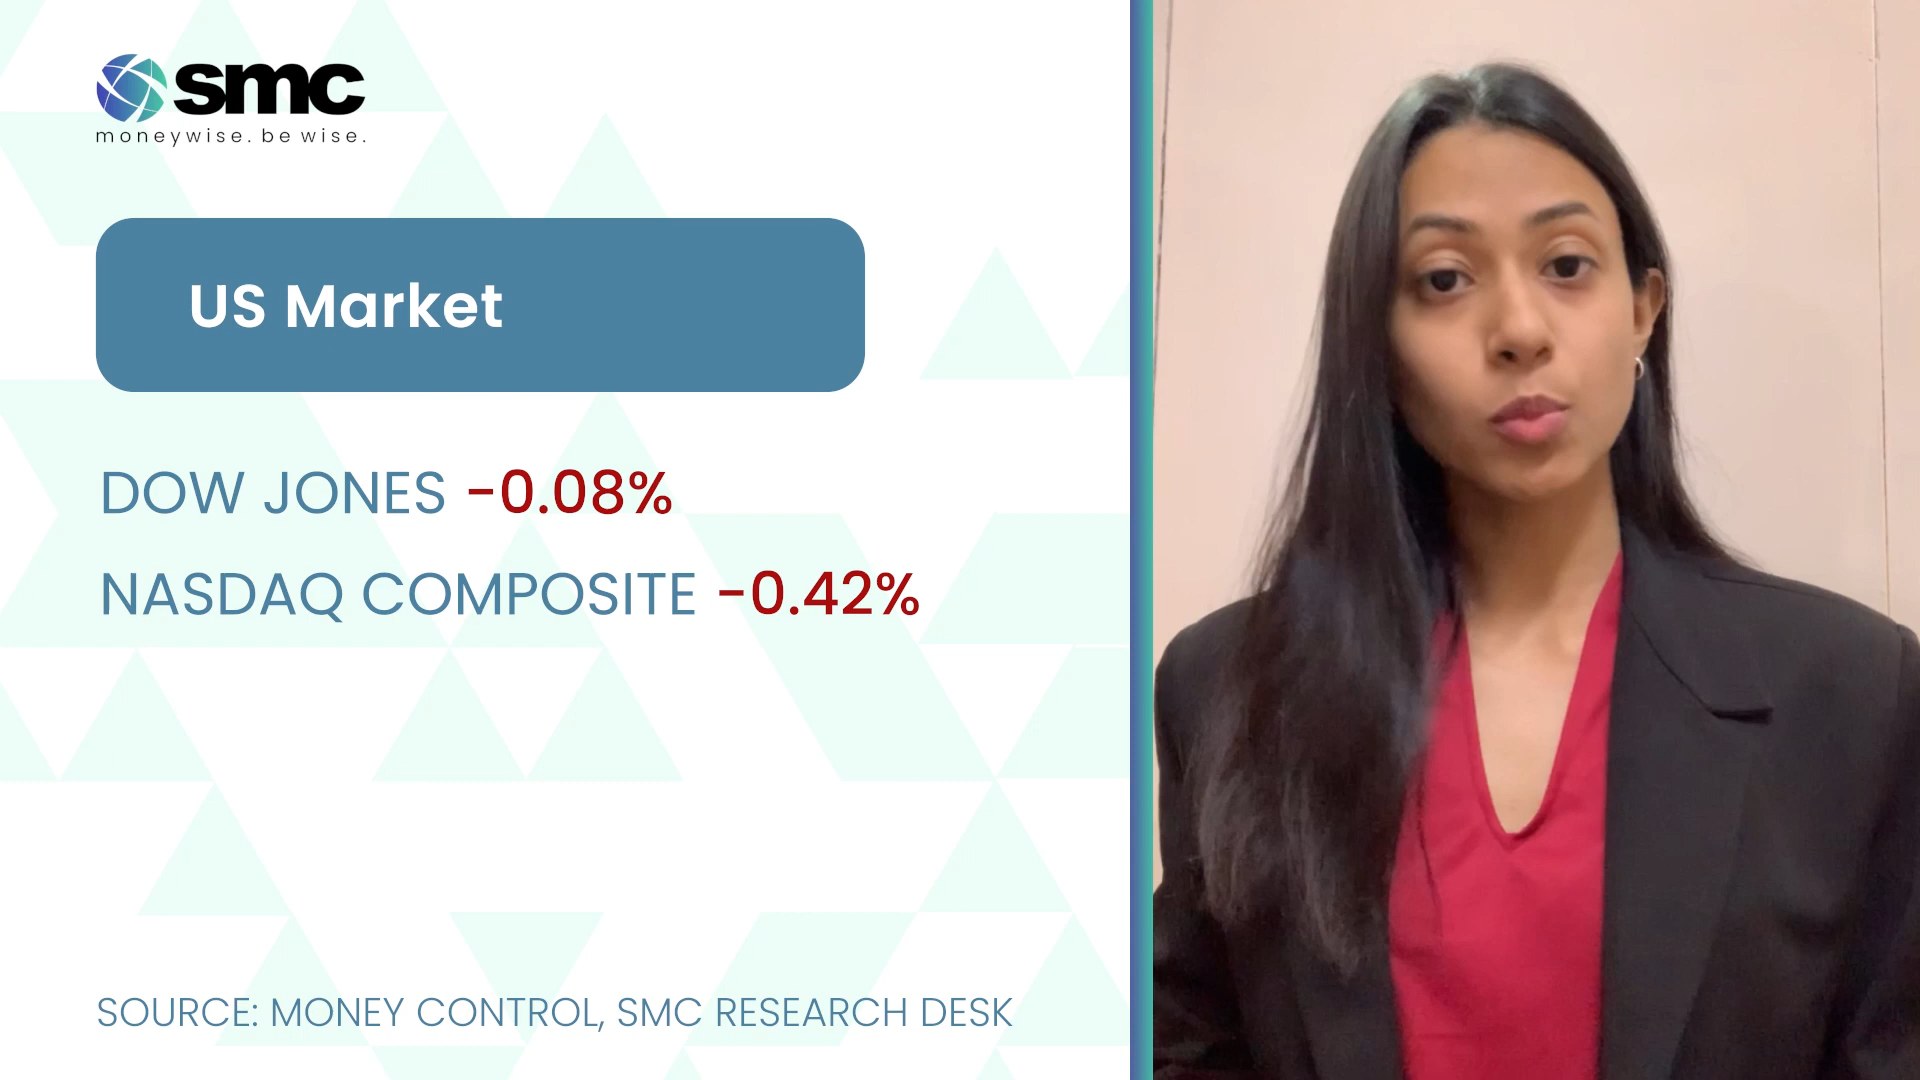 smc
moneywise. be wise.
US Market
DOW JONES -0.08%
NASDAQ COMPOSITE -0.42%
SOURCE: MONEY CONTROL, SMC RESEARCH DESK